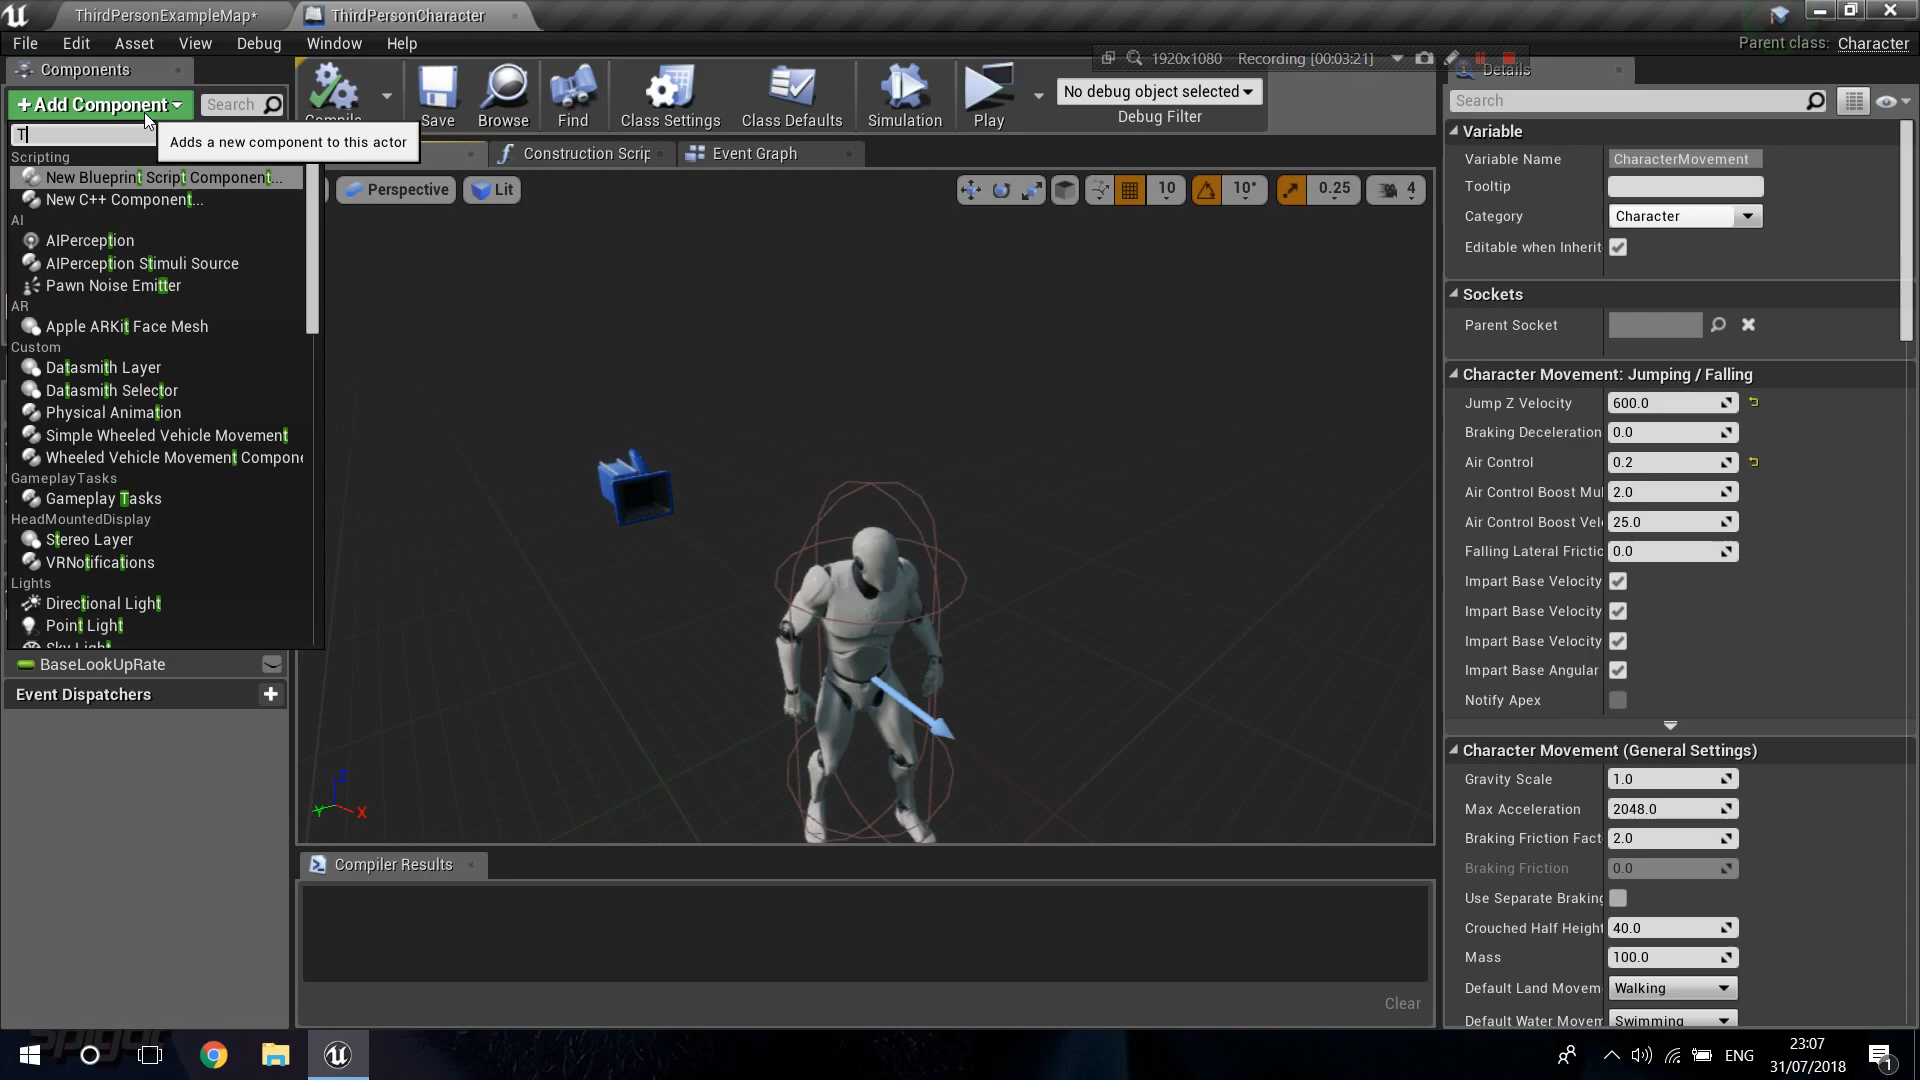 ThirdPersonExampleMap*
ThirdPersonCharacter
File Edit Asset View Debug Window Help
Parent class: Character
1920x1080 Recording [00:03:21]
Components
+Add Component
Search
T
Adds a new component to this actor
Scripting
New Blueprint Script Component...
New C++ Component...
AI
AIPerception
AIPerception Stimuli Source
Pawn Noise Emitter
AR
Apple ARKit Face Mesh
Custom
Datasmith Layer
Datasmith Selector
Physical Animation
Simple Wheeled Vehicle Movement
Wheeled Vehicle Movement Compone
GameplayTasks
Gameplay Tasks
HeadMountedDisplay
Stereo Layer
VRNotifications
Lights
Directional Light
Point Light
Sky Light
BaseLookUpRate
Event Dispatchers
Compile
Save
Browse
Find
Class Settings
Class Defaults
Simulation
Play
No debug object selected
Debug Filter
Construction Scrip
Event Graph
Perspective
Lit
10
10°
0.25
4
Z
Y
X
Compiler Results
Clear
Details
Search
Variable
Variable Name CharacterMovement
Tooltip
Category Character
Editable when Inherit
Sockets
Parent Socket
Character Movement: Jumping / Falling
Jump Z Velocity 600.0
Braking Deceleration 0.0
Air Control 0.2
Air Control Boost Mul 2.0
Air Control Boost Vel 25.0
Falling Lateral Frictio 0.0
Impart Base Velocity
Impart Base Velocity
Impart Base Velocity
Impart Base Angular
Notify Apex
Character Movement (General Settings)
Gravity Scale 1.0
Max Acceleration 2048.0
Braking Friction Fact 2.0
Braking Friction 0.0
Use Separate Braking
Crouched Half Height 40.0
Mass 100.0
Default Land Movem Walking
Default Water Movem Swimming
ENG
23:07
31/07/2018
1